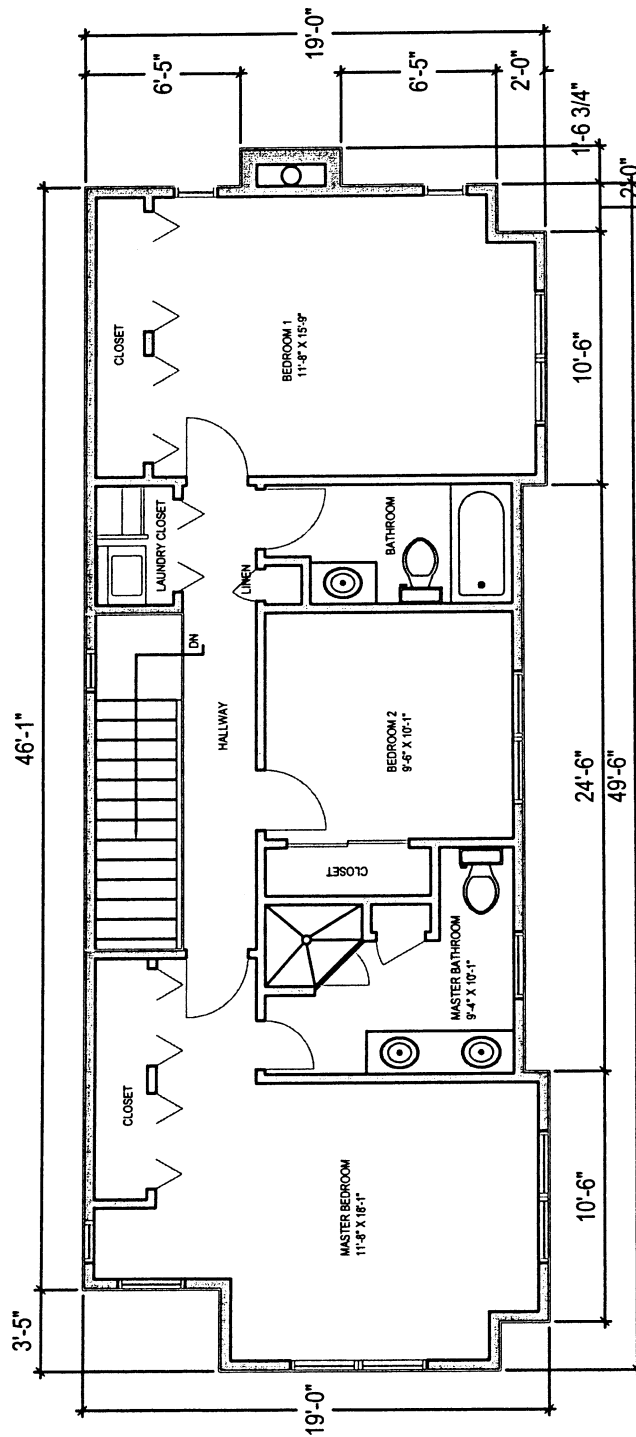 19'-0"
6'-5"
6'-5"
2'-0"
1'-6 3/4"
2'-0"
46'-1"
3'-5"
CLOSET
BEDROOM 1
11'-8" X 15'-9"
10'-6"
LAUNDRY CLOSET
LINEN
BATHROOM
DN
HALLWAY
BEDROOM 2
9'-6" X 10'-1"
24'-6"
49'-6"
CLOSET
MASTER BATHROOM
9'-4" X 10'-1"
CLOSET
MASTER BEDROOM
11'-8" X 18'-1"
10'-6"
19'-0"